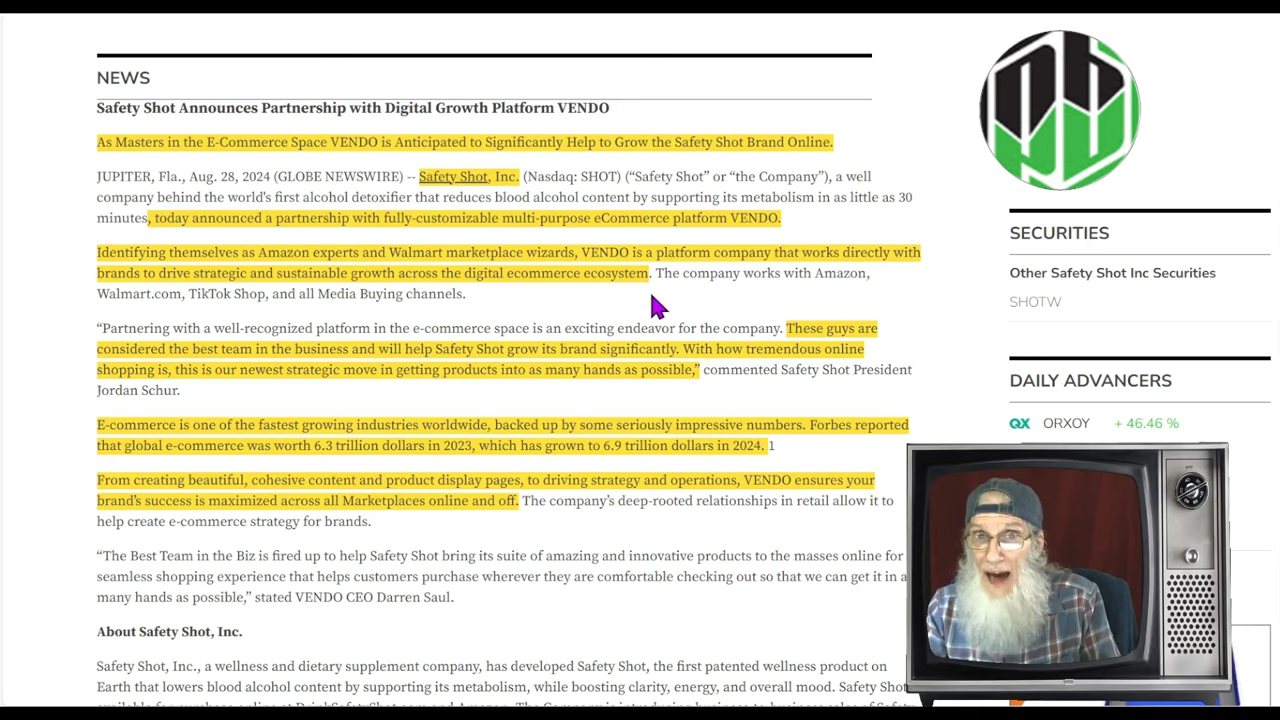 NEWS
Safety Shot Announces Partnership with Digital Growth Platform VENDO
As Masters in the E-Commerce Space VENDO is Anticipated to Significantly Help to Grow the Safety Shot Brand Online.
JUPITER, Fla., Aug. 28, 2024 (GLOBE NEWSWIRE) -- Safety Shot, Inc. (Nasdaq: SHOT) (“Safety Shot” or “the Company”), a well
company behind the world's first alcohol detoxifier that reduces blood alcohol content by supporting its metabolism in as little as 30
minutes, today announced a partnership with fully-customizable multi-purpose eCommerce platform VENDO.
Identifying themselves as Amazon experts and Walmart marketplace wizards, VENDO is a platform company that works directly with
brands to drive strategic and sustainable growth across the digital ecommerce ecosystem. The company works with Amazon,
Walmart.com, TikTok Shop, and all Media Buying channels.
“Partnering with a well-recognized platform in the e-commerce space is an exciting endeavor for the company. These guys are
considered the best team in the business and will help Safety Shot grow its brand significantly. With how tremendous online
shopping is, this is our newest strategic move in getting products into as many hands as possible,” commented Safety Shot President
Jordan Schur.
E-commerce is one of the fastest growing industries worldwide, backed up by some seriously impressive numbers. Forbes reported
that global e-commerce was worth 6.3 trillion dollars in 2023, which has grown to 6.9 trillion dollars in 2024. 1
From creating beautiful, cohesive content and product display pages, to driving strategy and operations, VENDO ensures your
brand’s success is maximized across all Marketplaces online and off. The company’s deep-rooted relationships in retail allow it to
help create e-commerce strategy for brands.
“The Best Team in the Biz is fired up to help Safety Shot bring its suite of amazing and innovative products to the masses online for
seamless shopping experience that helps customers purchase wherever they are comfortable checking out so that we can get it in a
many hands as possible,” stated VENDO CEO Darren Saul.
About Safety Shot, Inc.
Safety Shot, Inc., a wellness and dietary supplement company, has developed Safety Shot, the first patented wellness product on
Earth that lowers blood alcohol content by supporting its metabolism, while boosting clarity, energy, and overall mood. Safety Shot
SECURITIES
Other Safety Shot Inc Securities
SHOTW
DAILY ADVANCERS
QX ORXOY + 46.46 %